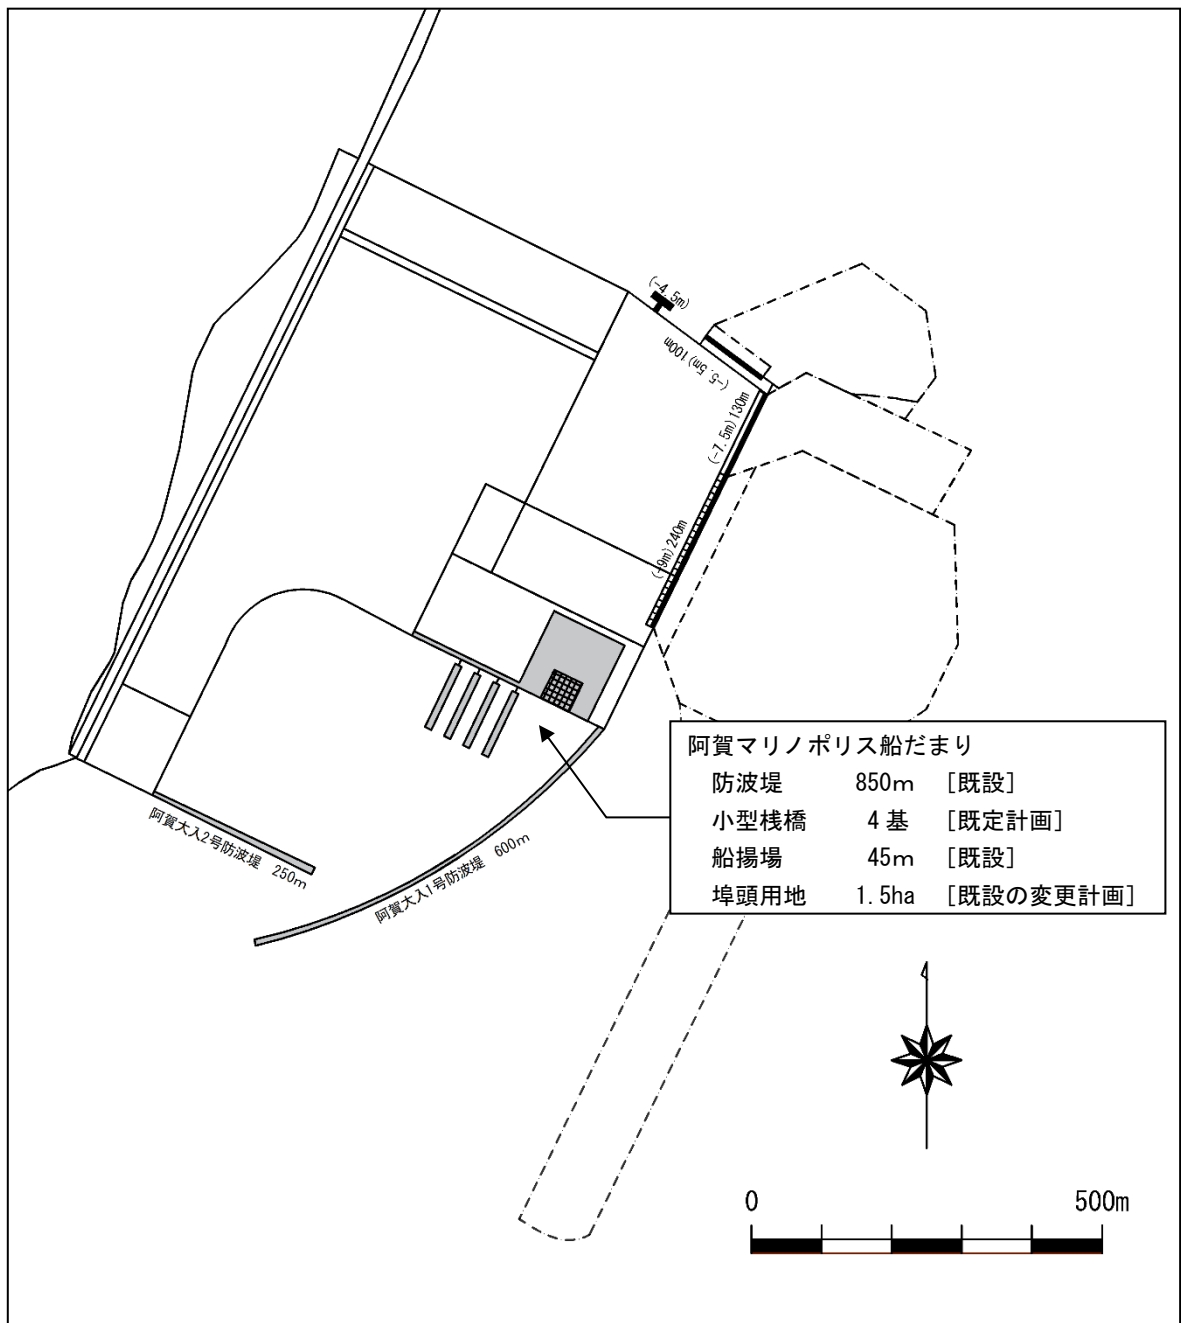 (-4.5m)
(-5.5m) 100m
(-7.5m) 130m
(-9m) 240m
阿賀マリノポリス船だまり
防波堤 850m [既設]
小型桟橋 4基 [既定計画]
船揚場 45m [既設]
埠頭用地 1.5ha [既設の変更計画]
阿賀大入2号防波堤 250m
阿賀大入1号防波堤 600m
0 500m